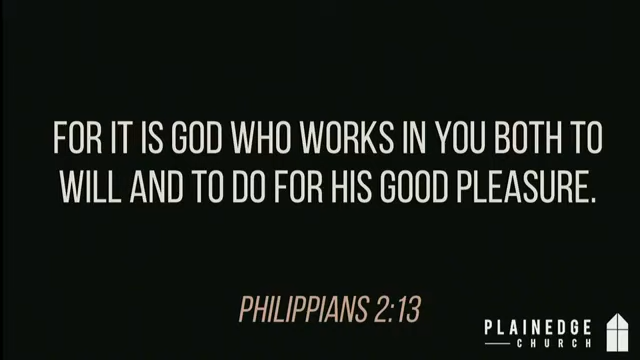 FOR IT IS GOD WHO WORKS IN YOU BOTH TO
WILL AND TO DO FOR HIS GOOD PLEASURE.
PHILIPPIANS 2:13
PLAINEDGE
CHURCH